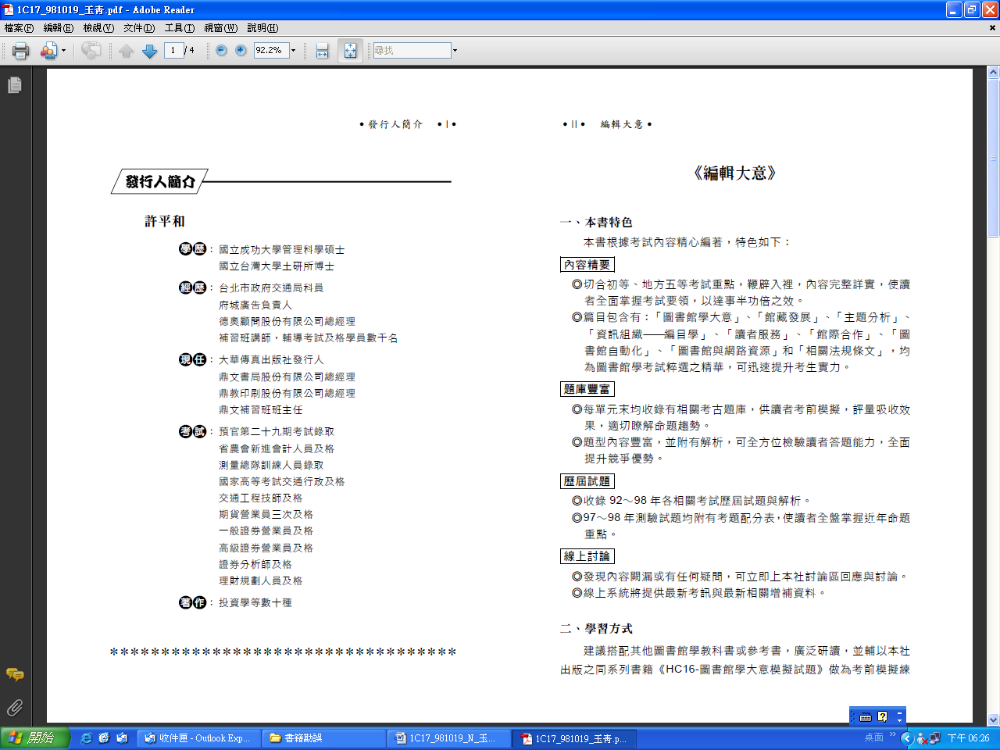 1C17_981019_玉青.pdf - Adobe Reader
檔案(F) 編輯(E) 檢視(V) 文件(D) 工具(T) 視窗(W) 說明(H)
1 / 4 92.2% 尋找
•發行人簡介 •I•
發行人簡介
許平和
學歷：國立成功大學管理科學碩士
國立台灣大學土研所博士
經歷：台北市政府交通局科員
府城廣告負責人
德奧顧問股份有限公司總經理
補習班講師，輔導考試及格學員數千名
現任：大華傳真出版社發行人
鼎文書局股份有限公司總經理
鼎教印刷股份有限公司總經理
鼎文補習班班主任
考試：預官第二十九期考試錄取
省農會新進會計人員及格
測量總隊訓練人員錄取
國家高等考試交通行政及格
交通工程技師及格
期貨營業員三次及格
一般證券營業員及格
高級證券營業員及格
證券分析師及格
理財規劃人員及格
著作：投資學等數十種
＊＊＊＊＊＊＊＊＊＊＊＊＊＊＊＊＊＊＊＊＊＊＊＊＊＊＊＊＊＊＊＊＊＊
•II• 編輯大意•
《編輯大意》
一、本書特色
本書根據考試內容精心編著，特色如下：
內容精要
◎切合初等、地方五等考試重點，鞭辟入裡，內容完整詳實，使讀
者全面掌握考試要領，以達事半功倍之效。
◎篇目包含有：「圖書館學大意」、「館藏發展」、「主題分析」、
「資訊組織——編目學」、「讀者服務」、「館際合作」、「圖
書館自動化」、「圖書館與網路資源」和「相關法規條文」，均
為圖書館學考試粹選之精華，可迅速提升考生實力。
題庫豐富
◎每單元末均收錄有相關考古題庫，供讀者考前模擬，評量吸收效
果，適切瞭解命題趨勢。
◎題型內容豐富，並附有解析，可全方位檢驗讀者答題能力，全面
提升競爭優勢。
歷屆試題
◎收錄 92～98 年各相關考試歷屆試題與解析。
◎97～98 年測驗試題均附有考題配分表，使讀者全盤掌握近年命題
重點。
線上討論
◎發現內容闕漏或有任何疑問，可立即上本社討論區回應與討論。
◎線上系統將提供最新考訊與最新相關增補資料。
二、學習方式
建議搭配其他圖書館學教科書或參考書，廣泛研讀，並輔以本社
出版之同系列書籍《HC16-圖書館學大意模擬試題》做為考前模擬練
開始 收件匣 - Outlook Exp... 書籍勘誤 1C17_981019_N_玉... 1C17_981019_玉青.p... 桌面 » 下午 06:26